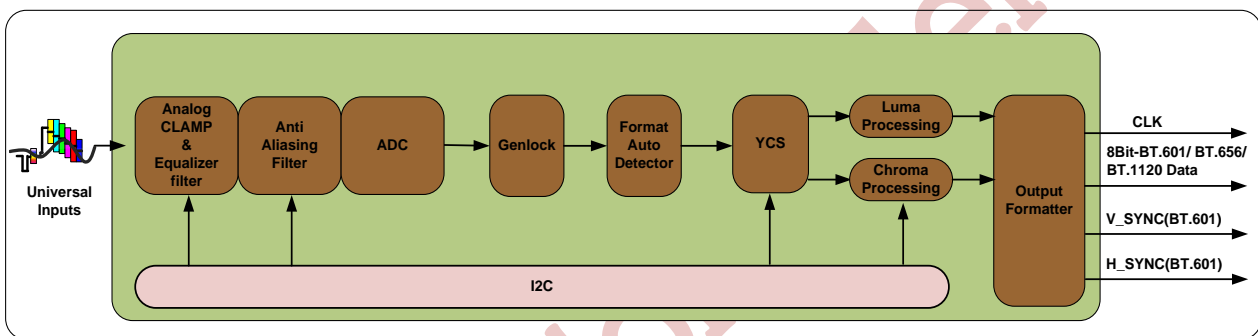 Universal
Inputs
Analog
CLAMP
&
Equalizer
filter
Anti
Aliasing
Filter
ADC
Genlock
Format
Auto
Detector
YCS
Luma
Processing
Chroma
Processing
Output
Formatter
CLK
8Bit-BT.601/ BT.656/
BT.1120 Data
V_SYNC(BT.601)
H_SYNC(BT.601)
I2C